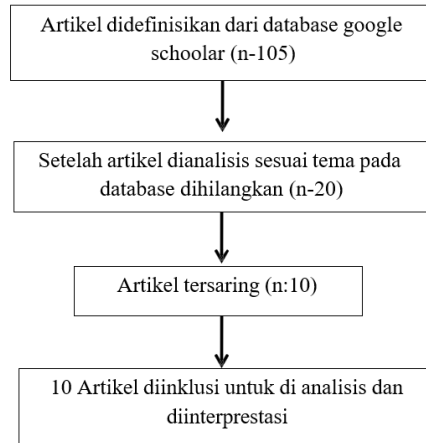 Artikel didefinisikan dari database google
schoolar (n-105)
Setelah artikel dianalisis sesuai tema pada
database dihilangkan (n-20)
Artikel tersaring (n:10)
10 Artikel diinklusi untuk di analisis dan
diinterprestasi